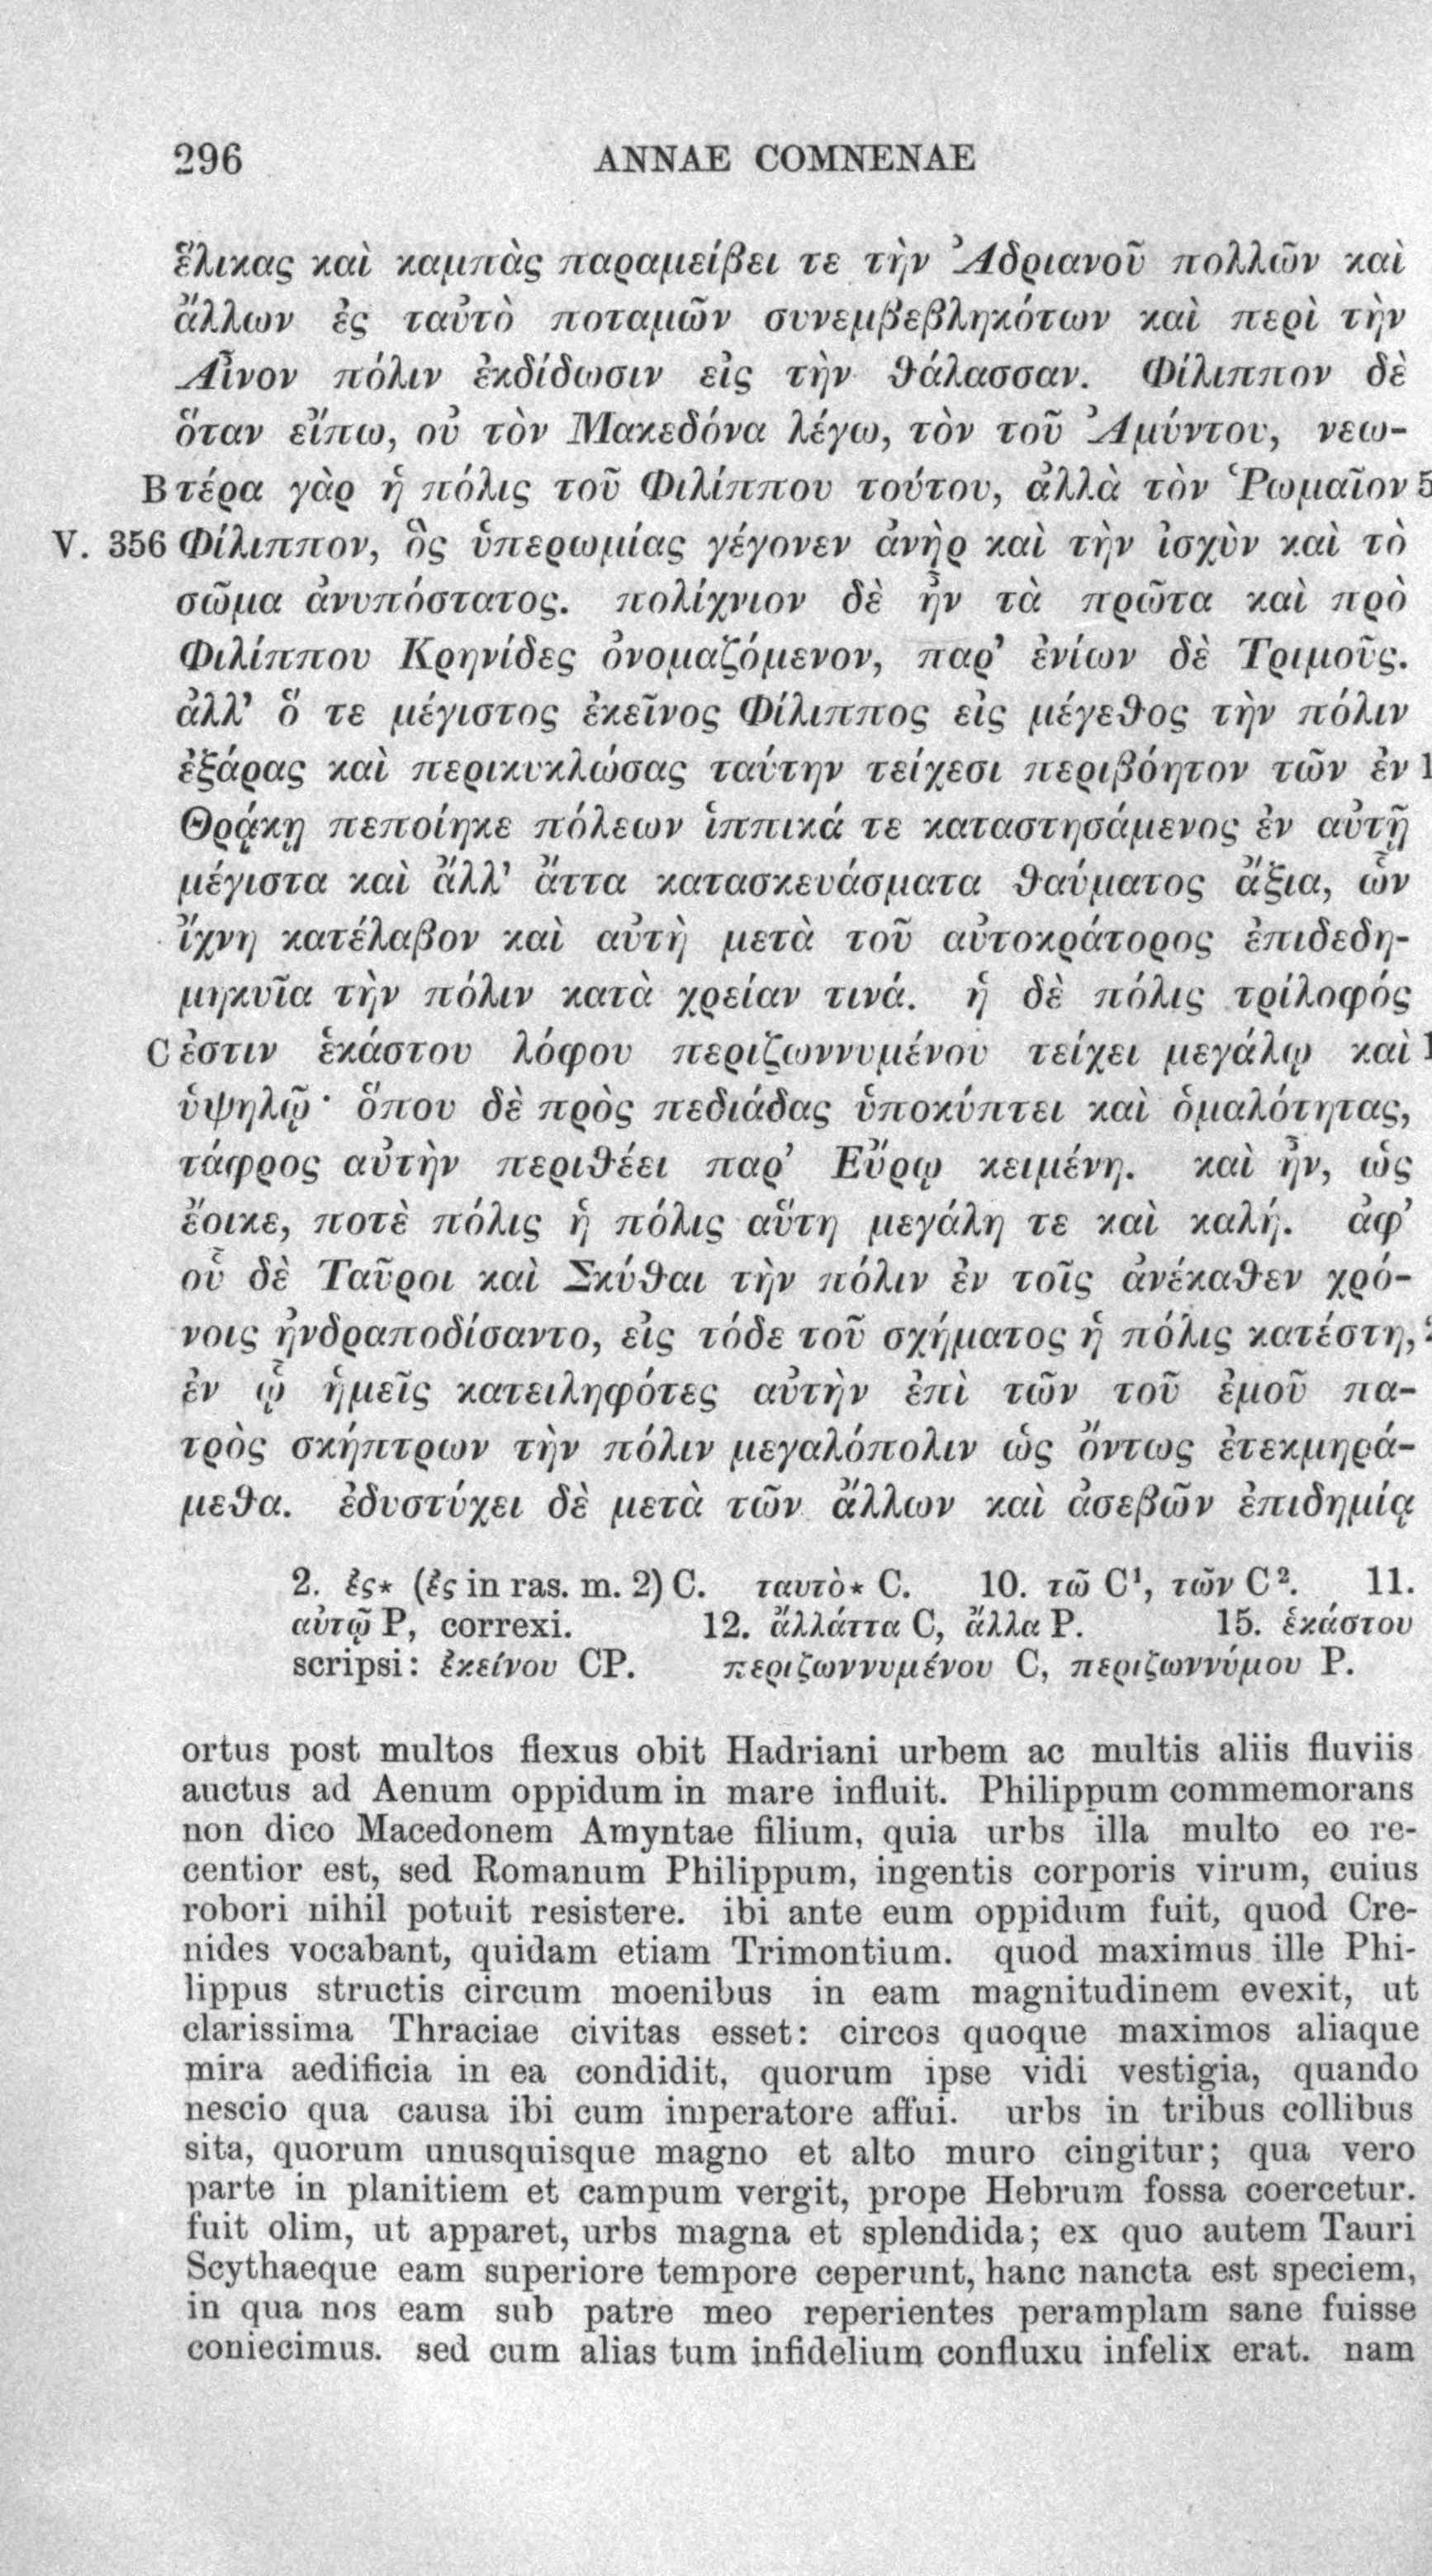 296 ANNAE COMNENAE
ἕλικας καὶ καμπὰς παραμείβει τε τὴν Ἀδριανοῦ πολλῶν καὶ
ἄλλων ἐς ταὐτὸ ποταμῶν συνεμβεβληκότων καὶ περὶ τὴν
Αἶνον πόλιν ἐκδίδωσιν εἰς τὴν θάλασσαν. Φίλιππον δὲ
ὅταν εἴπω, οὐ τὸν Μακεδόνα λέγω, τὸν τοῦ Ἀμύντου, νεω-
B τέρα γὰρ ἡ πόλις τοῦ Φιλίππου τούτου, ἀλλὰ τὸν Ῥωμαῖον 5
V. 356 Φίλιππον, ὃς ὑπερωμίας γέγονεν ἀνὴρ καὶ τὴν ἰσχὺν καὶ τὸ
σῶμα ἀνυπόστατος. πολίχνιον δὲ ἦν τὰ πρῶτα καὶ πρὸ
Φιλίππου Κρηνίδες ὀνομαζόμενον, παρ’ ἐνίων δὲ Τριμοῦς.
ἀλλ’ ὅ τε μέγιστος ἐκεῖνος Φίλιππος εἰς μέγεθος τὴν πόλιν
ἐξάρας καὶ περικυκλώσας ταύτην τείχεσι περιβόητον τῶν ἐν 1
Θρᾴκῃ πεποίηκε πόλεων ἱππικά τε καταστησάμενος ἐν αὐτῇ
μέγιστα καὶ ἄλλ’ ἄττα κατασκευάσματα θαύματος ἄξια, ὧν
ἴχνη κατέλαβον καὶ αὐτὴ μετὰ τοῦ αὐτοκράτορος ἐπιδεδη-
μηκυῖα τὴν πόλιν κατὰ χρείαν τινά. ἡ δὲ πόλις τρίλοφός
C ἐστιν ἑκάστου λόφου περιζωννυμένου τείχει μεγάλῳ καὶ 1
ὑψηλῷ· ὅπου δὲ πρὸς πεδιάδας ὑποκύπτει καὶ ὁμαλότητας,
τάφρος αὐτὴν περιθέει παρ’ Εὔρῳ κειμένη. καὶ ἦν, ὡς
ἔοικε, ποτὲ πόλις ἡ πόλις αὕτη μεγάλη τε καὶ καλή. ἀφ’
οὗ δὲ Ταῦροι καὶ Σκύθαι τὴν πόλιν ἐν τοῖς ἀνέκαθεν χρό-
νοις ἠνδραποδίσαντο, εἰς τόδε τοῦ σχήματος ἡ πόλις κατέστη,
ἐν ᾧ ἡμεῖς κατειληφότες αὐτὴν ἐπὶ τῶν τοῦ ἐμοῦ πα-
τρὸς σκήπτρων τὴν πόλιν μεγαλόπολιν ὡς ὄντως ἐτεκμηρά-
μεθα. ἐδυστύχει δὲ μετὰ τῶν ἄλλων καὶ ἀσεβῶν ἐπιδημίᾳ
2. ἐς* (ἐς in ras. m. 2) C. ταυτὸ* C. 10. τῶ C¹, τῶν C². 11.
αὐτῷ P, correxi. 12. ἄλλάττα C, ἄλλα P. 15. ἑκάστου
scripsi: ἐκείνου CP. περιζωννυμένου C, περιζωννύμου P.
ortus post multos flexus obit Hadriani urbem ac multis aliis fluviis
auctus ad Aenum oppidum in mare influit. Philippum commemorans
non dico Macedonem Amyntae filium, quia urbs illa multo eo re-
centior est, sed Romanum Philippum, ingentis corporis virum, cuius
robori nihil potuit resistere. ibi ante eum oppidum fuit, quod Cre-
nides vocabant, quidam etiam Trimontium. quod maximus ille Phi-
lippus structis circum moenibus in eam magnitudinem evexit, ut
clarissima Thraciae civitas esset: circos quoque maximos aliaque
mira aedificia in ea condidit, quorum ipse vidi vestigia, quando
nescio qua causa ibi cum imperatore affui. urbs in tribus collibus
sita, quorum unusquisque magno et alto muro cingitur; qua vero
parte in planitiem et campum vergit, prope Hebrum fossa coercetur.
fuit olim, ut apparet, urbs magna et splendida; ex quo autem Tauri
Scythaeque eam superiore tempore ceperunt, hanc nancta est speciem,
in qua nos eam sub patre meo reperientes peramplam sane fuisse
coniecimus. sed cum alias tum infidelium confluxu infelix erat. nam